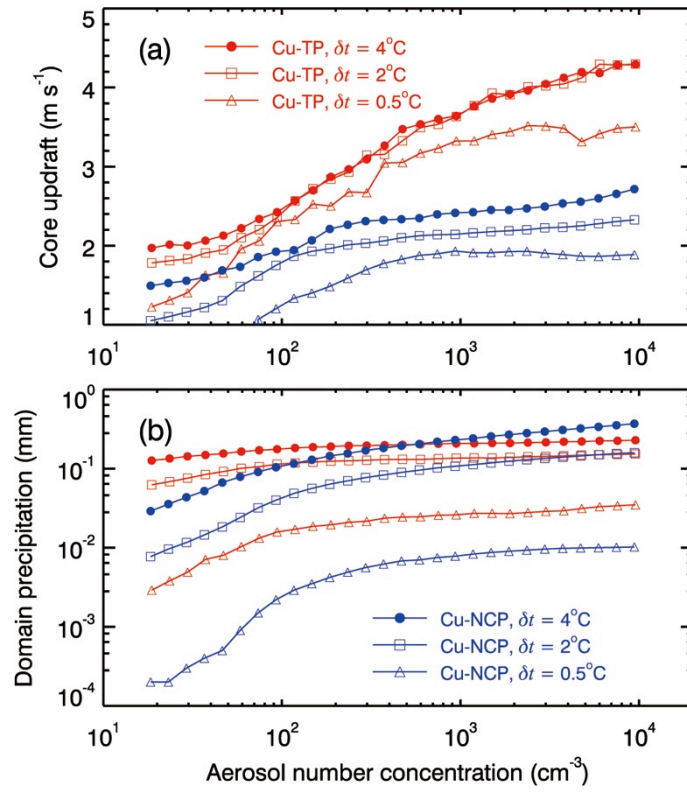 5
4
3
2
1
Core updraft (m s⁻¹)
(a)
Cu-TP, δt = 4°C
Cu-TP, δt = 2°C
Cu-TP, δt = 0.5°C
10¹
10²
10³
10⁴
10⁰
10⁻¹
10⁻²
10⁻³
10⁻⁴
Domain precipitation (mm)
(b)
Cu-NCP, δt = 4°C
Cu-NCP, δt = 2°C
Cu-NCP, δt = 0.5°C
10¹
10²
10³
10⁴
Aerosol number concentration (cm⁻³)